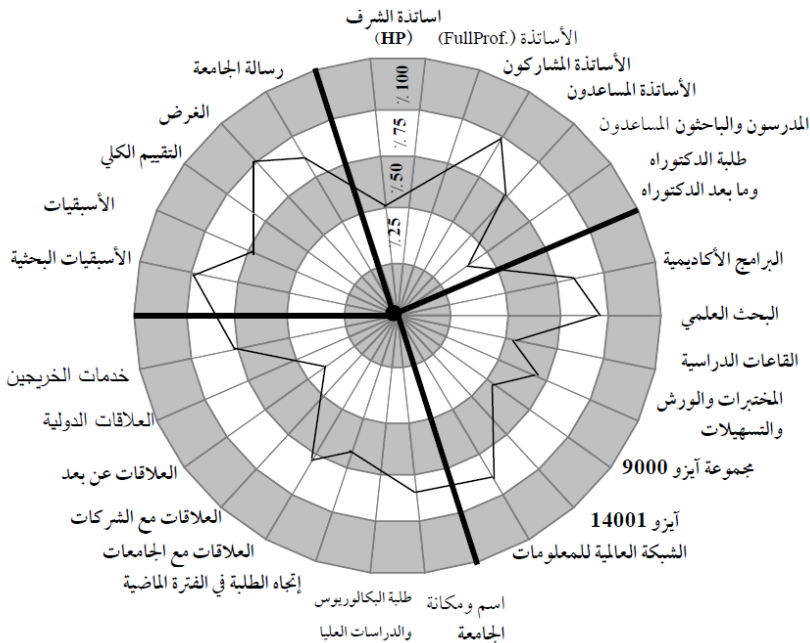 اساتذة الشرف
(HP)
الأساتذة (FullProf.)
الأساتذة المشاركون
الأساتذة المساعدون
المدرسون والباحثون المساعدون
طلبة الدكتوراه
وما بعد الدكتوراه
البرامج الأكاديمية
البحث العلمي
القاعات الدراسية
المختبرات والورش
والتسهيلات
مجموعة آيزو 9000
آيزو 14001
الشبكة العالمية للمعلومات
اسم ومكانة
الجامعة
طلبة البكالوريوس
والدراسات العليا
إتجاه الطلبة في الفترة الماضية
العلاقات مع الجامعات
العلاقات مع الشركات
العلاقات عن بعد
العلاقات الدولية
خدمات الخريجين
الأسبقيات البحثية
الأسبقيات
التقييم الكلي
الغرض
رسالة الجامعة
100٪
75٪
50٪
25٪